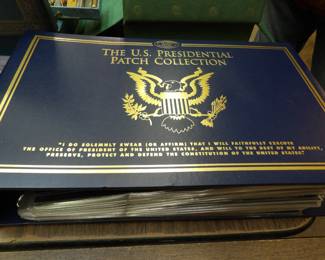 THE U.S. PRESIDENTIAL
PATCH COLLECTION
"I DO SOLEMNLY SWEAR (OR AFFIRM) THAT I WILL FAITHFULLY EXECUTE
THE OFFICE OF PRESIDENT OF THE UNITED STATES, AND WILL TO THE BEST OF MY ABILITY,
PRESERVE, PROTECT AND DEFEND THE CONSTITUTION OF THE UNITED STATES."